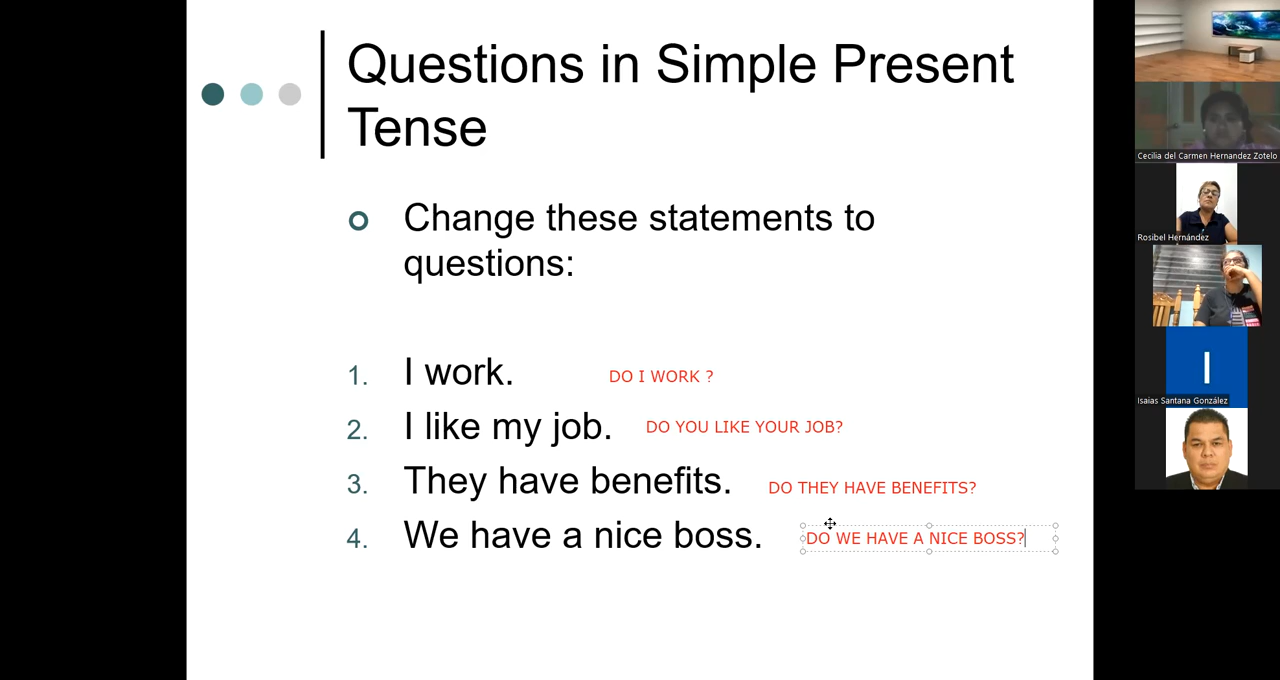 Questions in Simple Present
Tense
Change these statements to
questions:
1. I work. DO I WORK ?
2. I like my job. DO YOU LIKE YOUR JOB?
3. They have benefits. DO THEY HAVE BENEFITS?
4. We have a nice boss. DO WE HAVE A NICE BOSS?
Cecilia del Carmen Hernandez Zotelo
Rosibel Hernández
I
Isaias Santana González